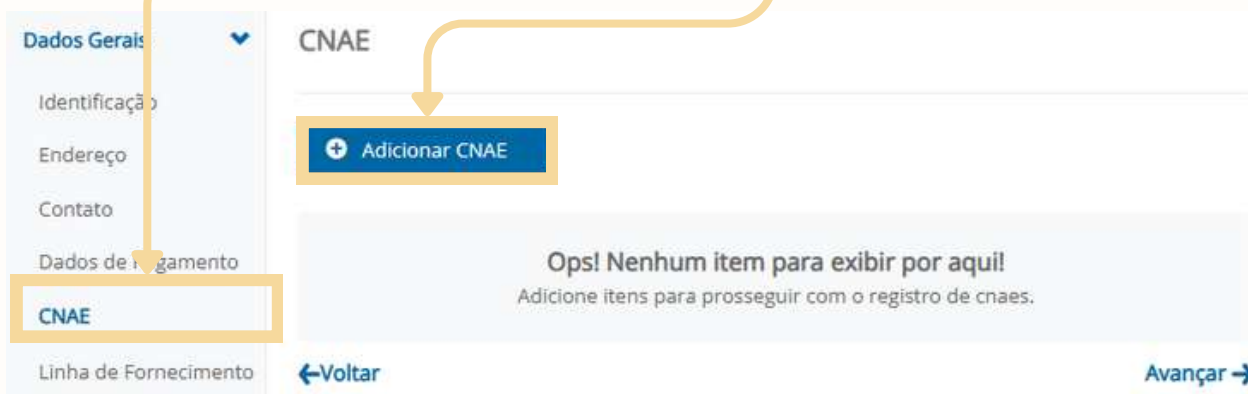 Dados Gerais
Identificação
Endereço
Contato
Dados de Pagamento
CNAE
Linha de Fornecimento
CNAE
Adicionar CNAE
Ops! Nenhum item para exibir por aqui!
Adicione itens para prosseguir com o registro de cnaes.
Voltar
Avançar